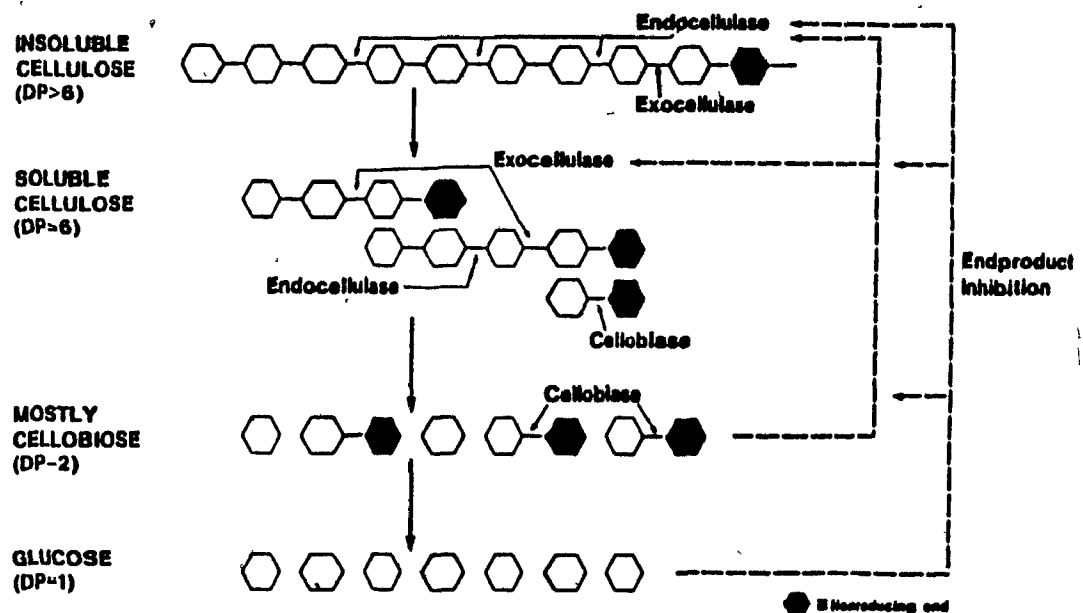 INSOLUBLE
CELLULOSE
(DP>6)
Endocellulase
Exocellulase
SOLUBLE
CELLULOSE
(DP>6)
Exocellulase
Endocellulase
Cellobiase
Endproduct
Inhibition
MOSTLY
CELLOBIOSE
(DP-2)
Cellobiase
GLUCOSE
(DP=1)
end